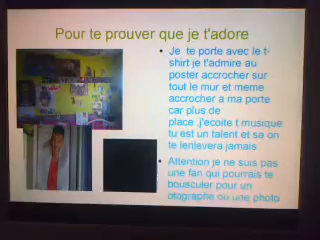 Pour te prouver que je t'adore
• Je te porte avec le t-
shirt je t'admire au
poster accrocher sur
tout le mur et meme
accrocher a ma porte
car plus de
place .j'ecoite t musique
tu est un talent et sa on
te lenlevera jamais
• Attention je ne suis pas
une fan qui pourrais te
bousculer pour un
otographe ou une photo